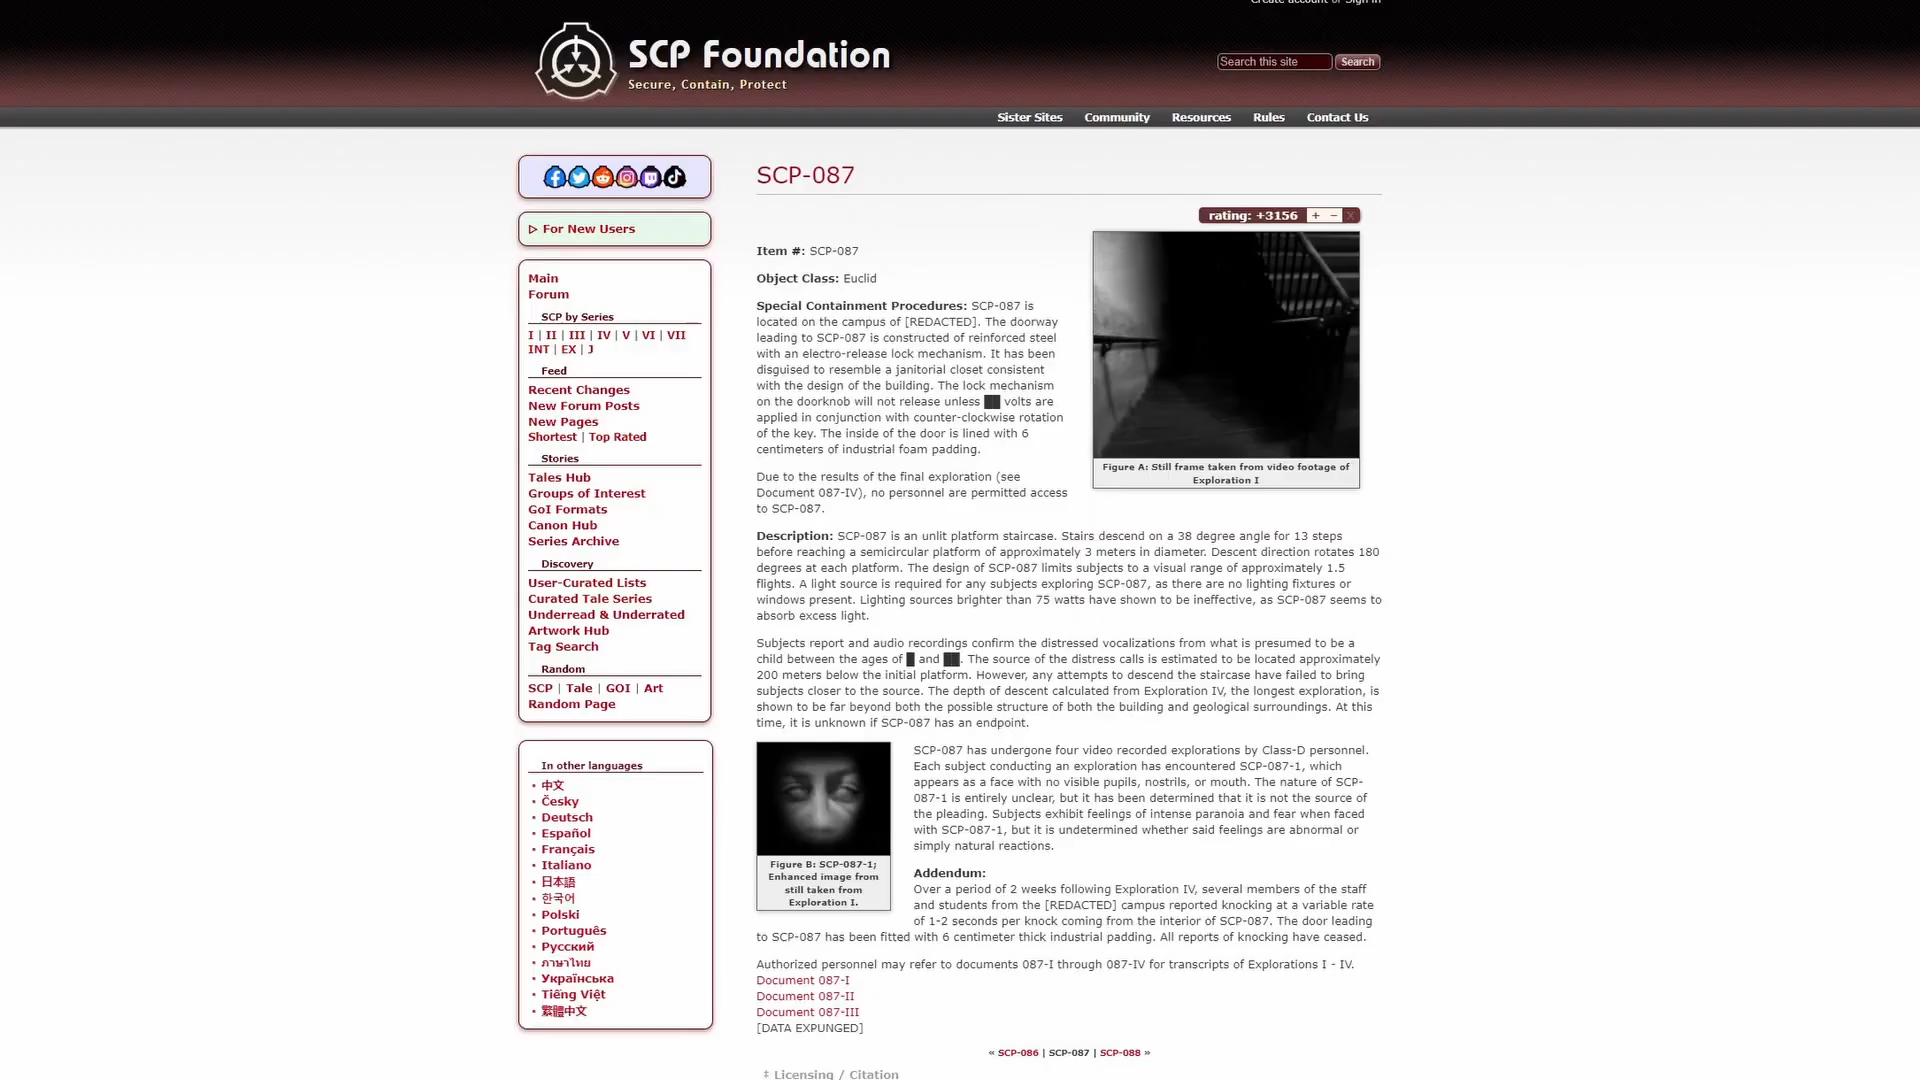 Create account or Sign in
SCP Foundation
Secure, Contain, Protect
Search this site
Search
Sister Sites
Community
Resources
Rules
Contact Us
▷ For New Users
Main
Forum
SCP by Series
I | II | III | IV | V | VI | VII
INT | EX | J
Feed
Recent Changes
New Forum Posts
New Pages
Shortest | Top Rated
Stories
Tales Hub
Groups of Interest
GoI Formats
Canon Hub
Series Archive
Discovery
User-Curated Lists
Curated Tale Series
Underread & Underrated
Artwork Hub
Tag Search
Random
SCP | Tale | GOI | Art
Random Page
In other languages
中文
Česky
Deutsch
Español
Français
Italiano
日本語
한국어
Polski
Português
Русский
ภาษาไทย
Українська
Tiếng Việt
繁體中文
SCP-087
rating: +3156 + − x
Item #: SCP-087
Object Class: Euclid
Special Containment Procedures: SCP-087 is
located on the campus of [REDACTED]. The doorway
leading to SCP-087 is constructed of reinforced steel
with an electro-release lock mechanism. It has been
disguised to resemble a janitorial closet consistent
with the design of the building. The lock mechanism
on the doorknob will not release unless ██ volts are
applied in conjunction with counter-clockwise rotation
of the key. The inside of the door is lined with 6
centimeters of industrial foam padding.
Figure A: Still frame taken from video footage of
Exploration I
Due to the results of the final exploration (see
Document 087-IV), no personnel are permitted access
to SCP-087.
Description: SCP-087 is an unlit platform staircase. Stairs descend on a 38 degree angle for 13 steps
before reaching a semicircular platform of approximately 3 meters in diameter. Descent direction rotates 180
degrees at each platform. The design of SCP-087 limits subjects to a visual range of approximately 1.5
flights. A light source is required for any subjects exploring SCP-087, as there are no lighting fixtures or
windows present. Lighting sources brighter than 75 watts have shown to be ineffective, as SCP-087 seems to
absorb excess light.
Subjects report and audio recordings confirm the distressed vocalizations from what is presumed to be a
child between the ages of █ and ██. The source of the distress calls is estimated to be located approximately
200 meters below the initial platform. However, any attempts to descend the staircase have failed to bring
subjects closer to the source. The depth of descent calculated from Exploration IV, the longest exploration, is
shown to be far beyond both the possible structure of both the building and geological surroundings. At this
time, it is unknown if SCP-087 has an endpoint.
Figure B: SCP-087-1;
Enhanced image from
still taken from
Exploration I.
SCP-087 has undergone four video recorded explorations by Class-D personnel.
Each subject conducting an exploration has encountered SCP-087-1, which
appears as a face with no visible pupils, nostrils, or mouth. The nature of SCP-
087-1 is entirely unclear, but it has been determined that it is not the source of
the pleading. Subjects exhibit feelings of intense paranoia and fear when faced
with SCP-087-1, but it is undetermined whether said feelings are abnormal or
simply natural reactions.
Addendum:
Over a period of 2 weeks following Exploration IV, several members of the staff
and students from the [REDACTED] campus reported knocking at a variable rate
of 1-2 seconds per knock coming from the interior of SCP-087. The door leading
to SCP-087 has been fitted with 6 centimeter thick industrial padding. All reports of knocking have ceased.
Authorized personnel may refer to documents 087-I through 087-IV for transcripts of Explorations I - IV.
Document 087-I
Document 087-II
Document 087-III
[DATA EXPUNGED]
« SCP-086 | SCP-087 | SCP-088 »
‡ Licensing / Citation